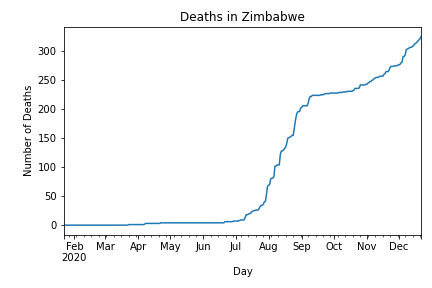 Deaths in Zimbabwe
300
250
200
150
100
50
0
Number of Deaths
Feb Mar Apr May Jun Jul Aug Sep Oct Nov Dec
2020
Day